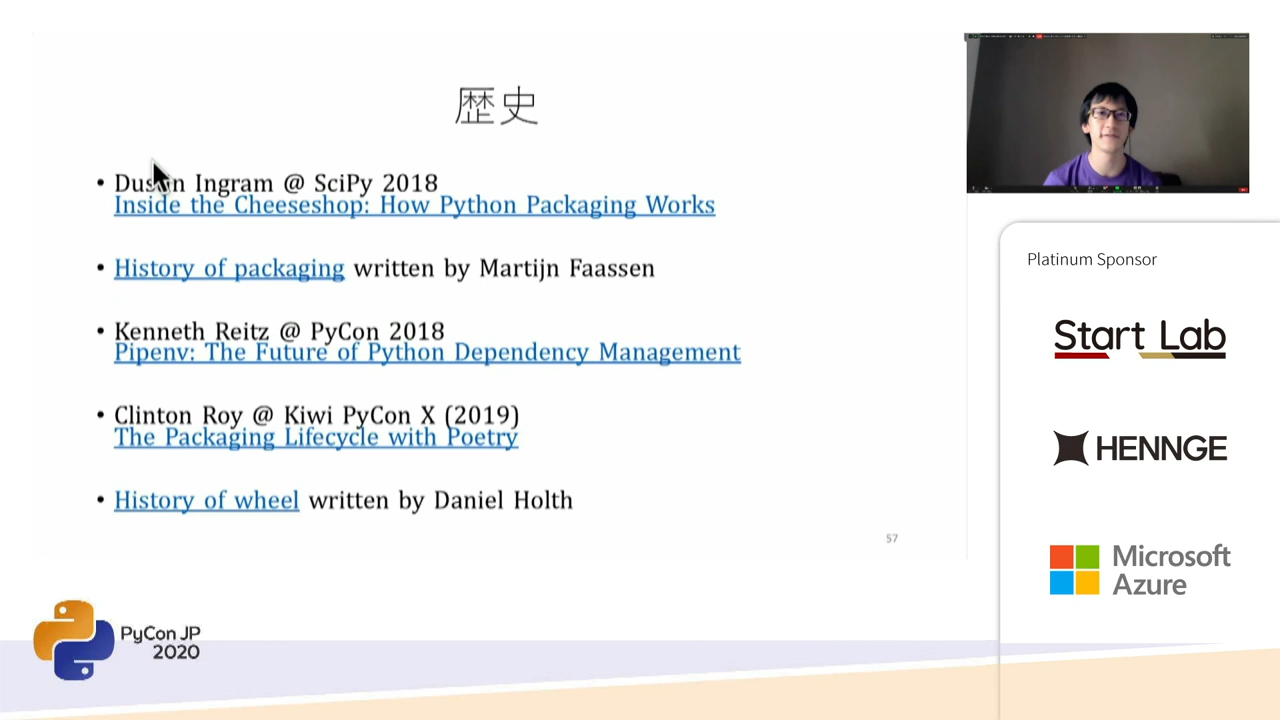 歴史
• Dustin Ingram @ SciPy 2018
Inside the Cheeseshop: How Python Packaging Works
• History of packaging written by Martijn Faassen
• Kenneth Reitz @ PyCon 2018
Pipenv: The Future of Python Dependency Management
• Clinton Roy @ Kiwi PyCon X (2019)
The Packaging Lifecycle with Poetry
• History of wheel written by Daniel Holth
57
Platinum Sponsor
Start Lab
HENNGE
Microsoft
Azure
PyCon JP
2020